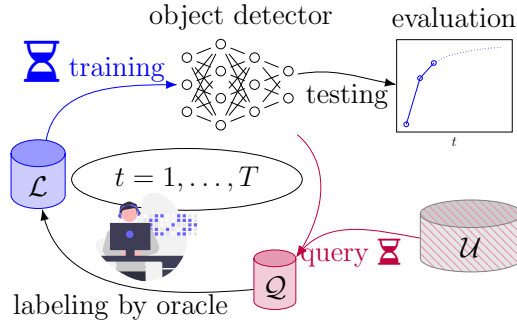 object detector
evaluation
training
testing
t
𝓛
t = 1, . . . , T
query
𝓤
𝓠
labeling by oracle